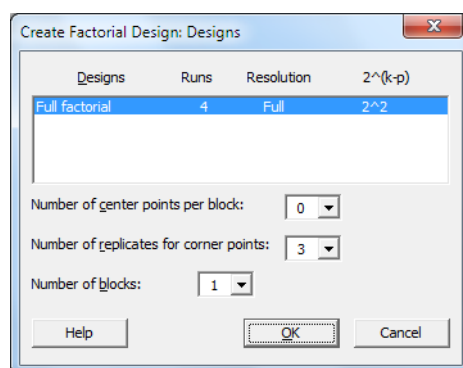 Create Factorial Design: Designs
x
Designs Runs Resolution 2^(k-p)
Full factorial 4 Full 2^2
Number of center points per block: 0
Number of replicates for corner points: 3
Number of blocks: 1
Help OK Cancel